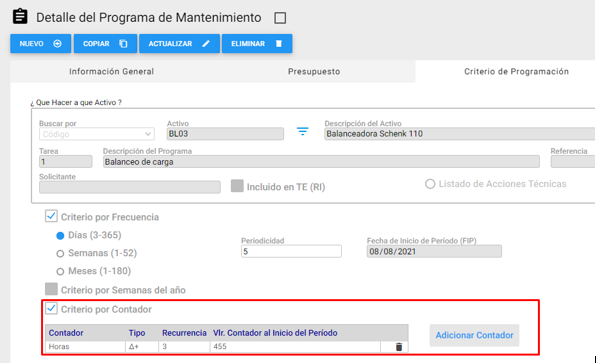 Detalle del Programa de Mantenimiento
NUEVO COPIAR ACTUALIZAR ELIMINAR
Información General Presupuesto Criterio de Programación
¿ Que Hacer a que Activo ?
Buscar por Activo Descripción del Activo
Código BL03 Balanceadora Schenk 110
Tarea Descripción del Programa Referencia
1 Balanceo de carga
Solicitante
Incluido en TE (RI) Listado de Acciones Técnicas
Criterio por Frecuencia
Días (3-365) Periodicidad Fecha de Inicio de Período (FIP)
5 08/08/2021
Semanas (1-52)
Meses (1-180)
Criterio por Semanas del año
Criterio por Contador
Contador Tipo Recurrencia Vlr. Contador al Inicio del Período Adicionar Contador
Horas Δ+ 3 455